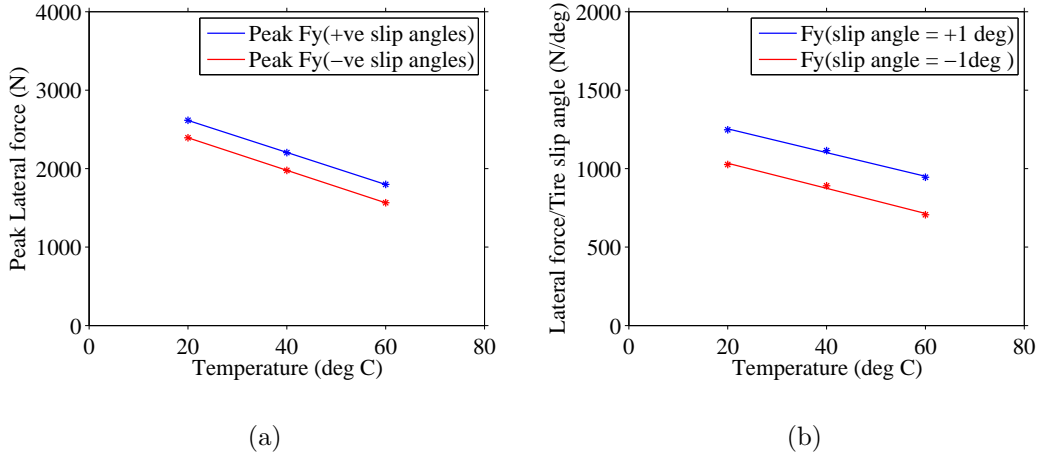 Peak Lateral force (N)
4000
3000
2000
1000
0
0 20 40 60 80
Temperature (deg C)
Peak Fy(+ve slip angles)
Peak Fy(−ve slip angles)
(a)
Lateral force/Tire slip angle (N/deg)
2000
1500
1000
500
0
0 20 40 60 80
Temperature (deg C)
Fy(slip angle = +1 deg)
Fy(slip angle = −1deg )
(b)